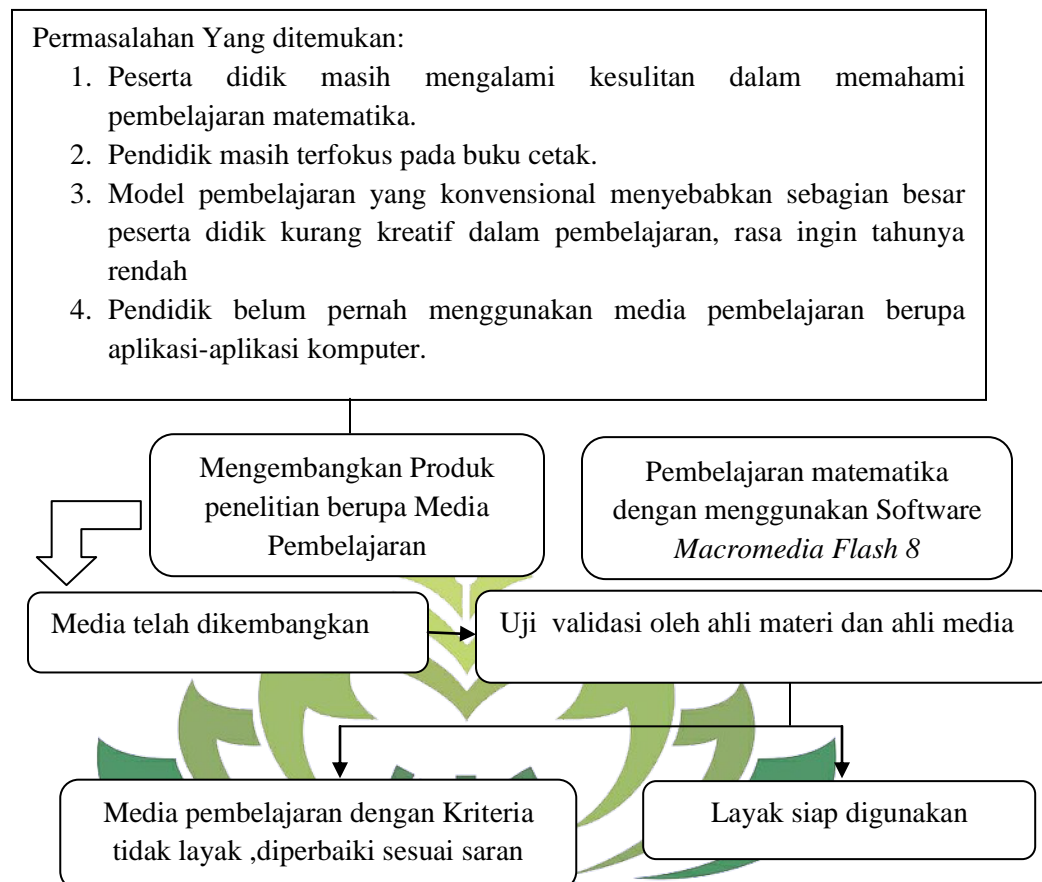 Permasalahan Yang ditemukan:
1. Peserta didik masih mengalami kesulitan dalam memahami
pembelajaran matematika.
2. Pendidik masih terfokus pada buku cetak.
3. Model pembelajaran yang konvensional menyebabkan sebagian besar
peserta didik kurang kreatif dalam pembelajaran, rasa ingin tahunya
rendah
4. Pendidik belum pernah menggunakan media pembelajaran berupa
aplikasi-aplikasi komputer.
Mengembangkan Produk
penelitian berupa Media
Pembelajaran
Pembelajaran matematika
dengan menggunakan Software
Macromedia Flash 8
Media telah dikembangkan
Uji validasi oleh ahli materi dan ahli media
Media pembelajaran dengan Kriteria
tidak layak ,diperbaiki sesuai saran
Layak siap digunakan